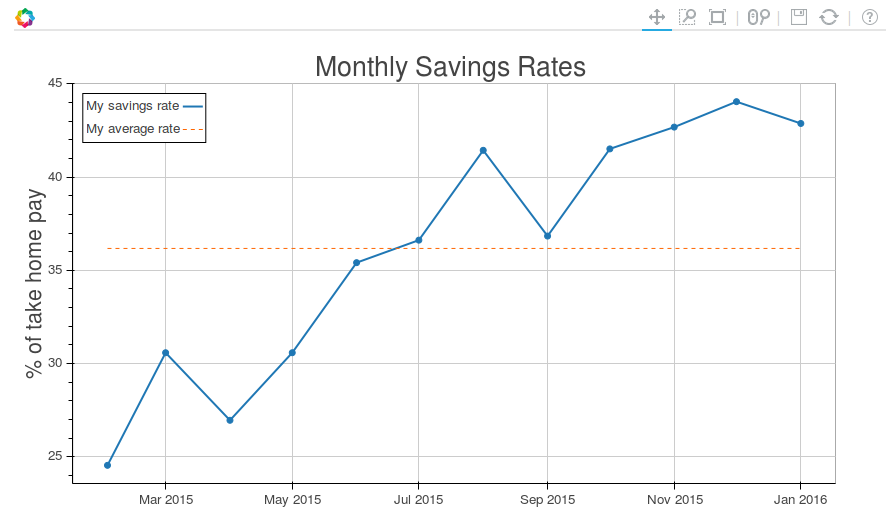 ?
Monthly Savings Rates
My savings rate
My average rate
% of take home pay
45
40
35
30
25
Mar 2015
May 2015
Jul 2015
Sep 2015
Nov 2015
Jan 2016